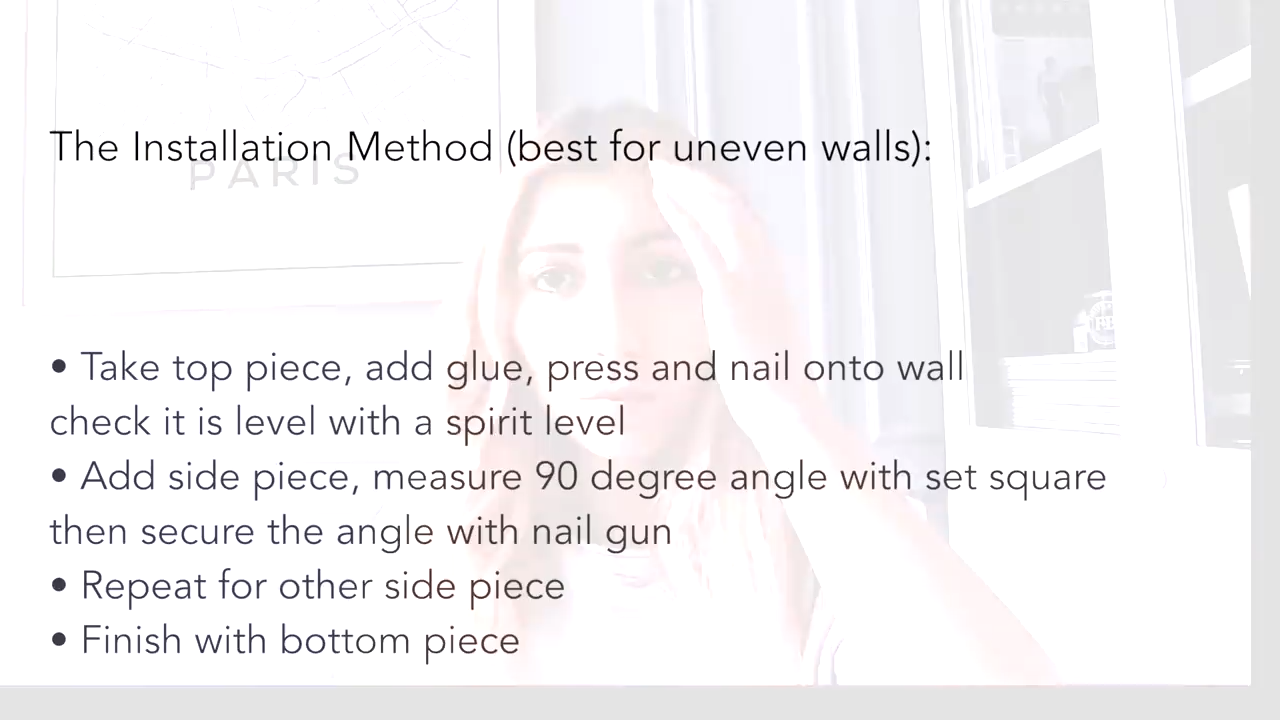 The Installation Method (best for uneven walls):
PARIS
• Take top piece, add glue, press and nail onto wall
check it is level with a spirit level
• Add side piece, measure 90 degree angle with set square
then secure the angle with nail gun
• Repeat for other side piece
• Finish with bottom piece